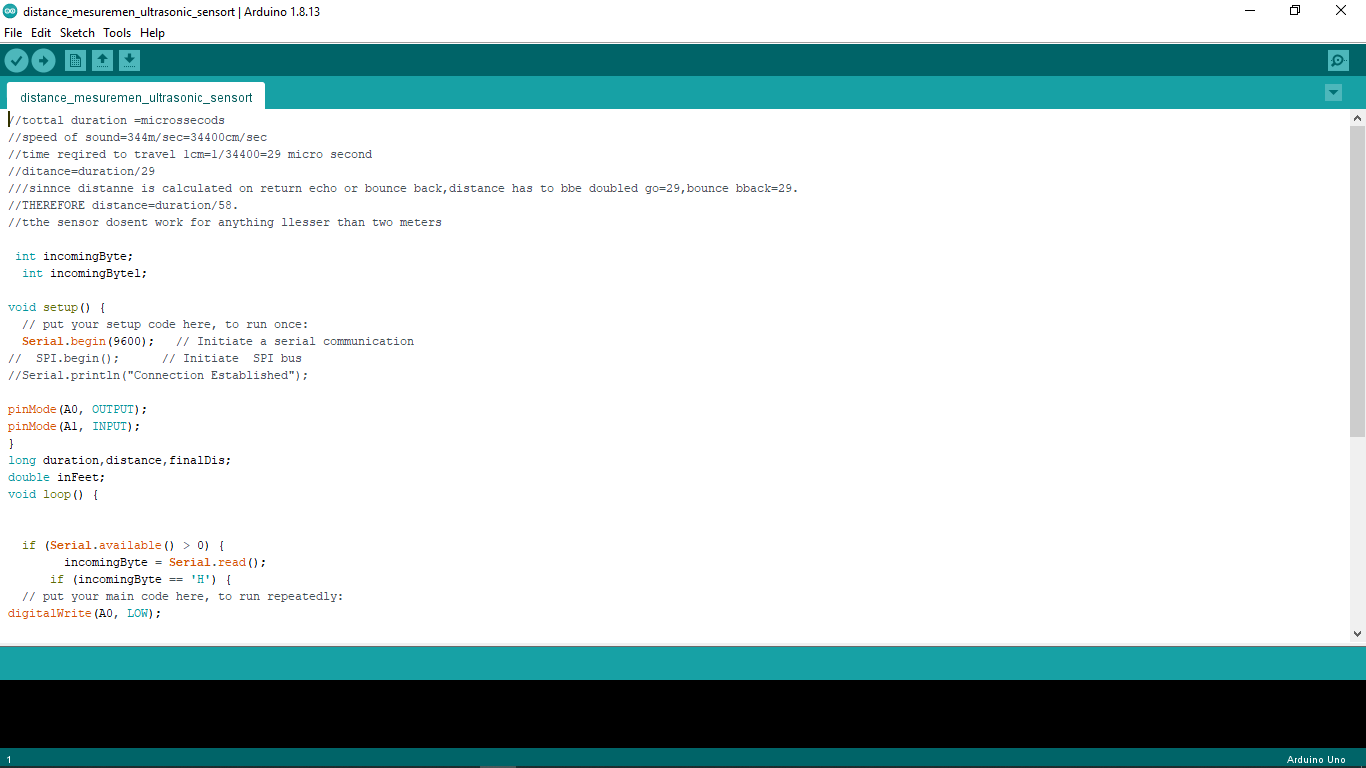 distance_mesuremen_ultrasonic_sensort | Arduino 1.8.13
File Edit Sketch Tools Help
distance_mesuremen_ultrasonic_sensort
//tottal duration =microssecods
//speed of sound=344m/sec=34400cm/sec
//time reqired to travel 1cm=1/34400=29 micro second
//ditance=duration/29
///sinnce distanne is calculated on return echo or bounce back,distance has to bbe doubled go=29,bounce bback=29.
//THEREFORE distance=duration/58.
//tthe sensor dosent work for anything llesser than two meters
int incomingByte;
int incomingByte1;
void setup() {
// put your setup code here, to run once:
Serial.begin(9600);   // Initiate a serial communication
//  SPI.begin();      // Initiate  SPI bus
//Serial.println("Connection Established");
pinMode(A0, OUTPUT);
pinMode(A1, INPUT);
}
long duration,distance,finalDis;
double inFeet;
void loop() {
if (Serial.available() > 0) {
incomingByte = Serial.read();
if (incomingByte == 'H') {
// put your main code here, to run repeatedly:
digitalWrite(A0, LOW);
1
Arduino Uno